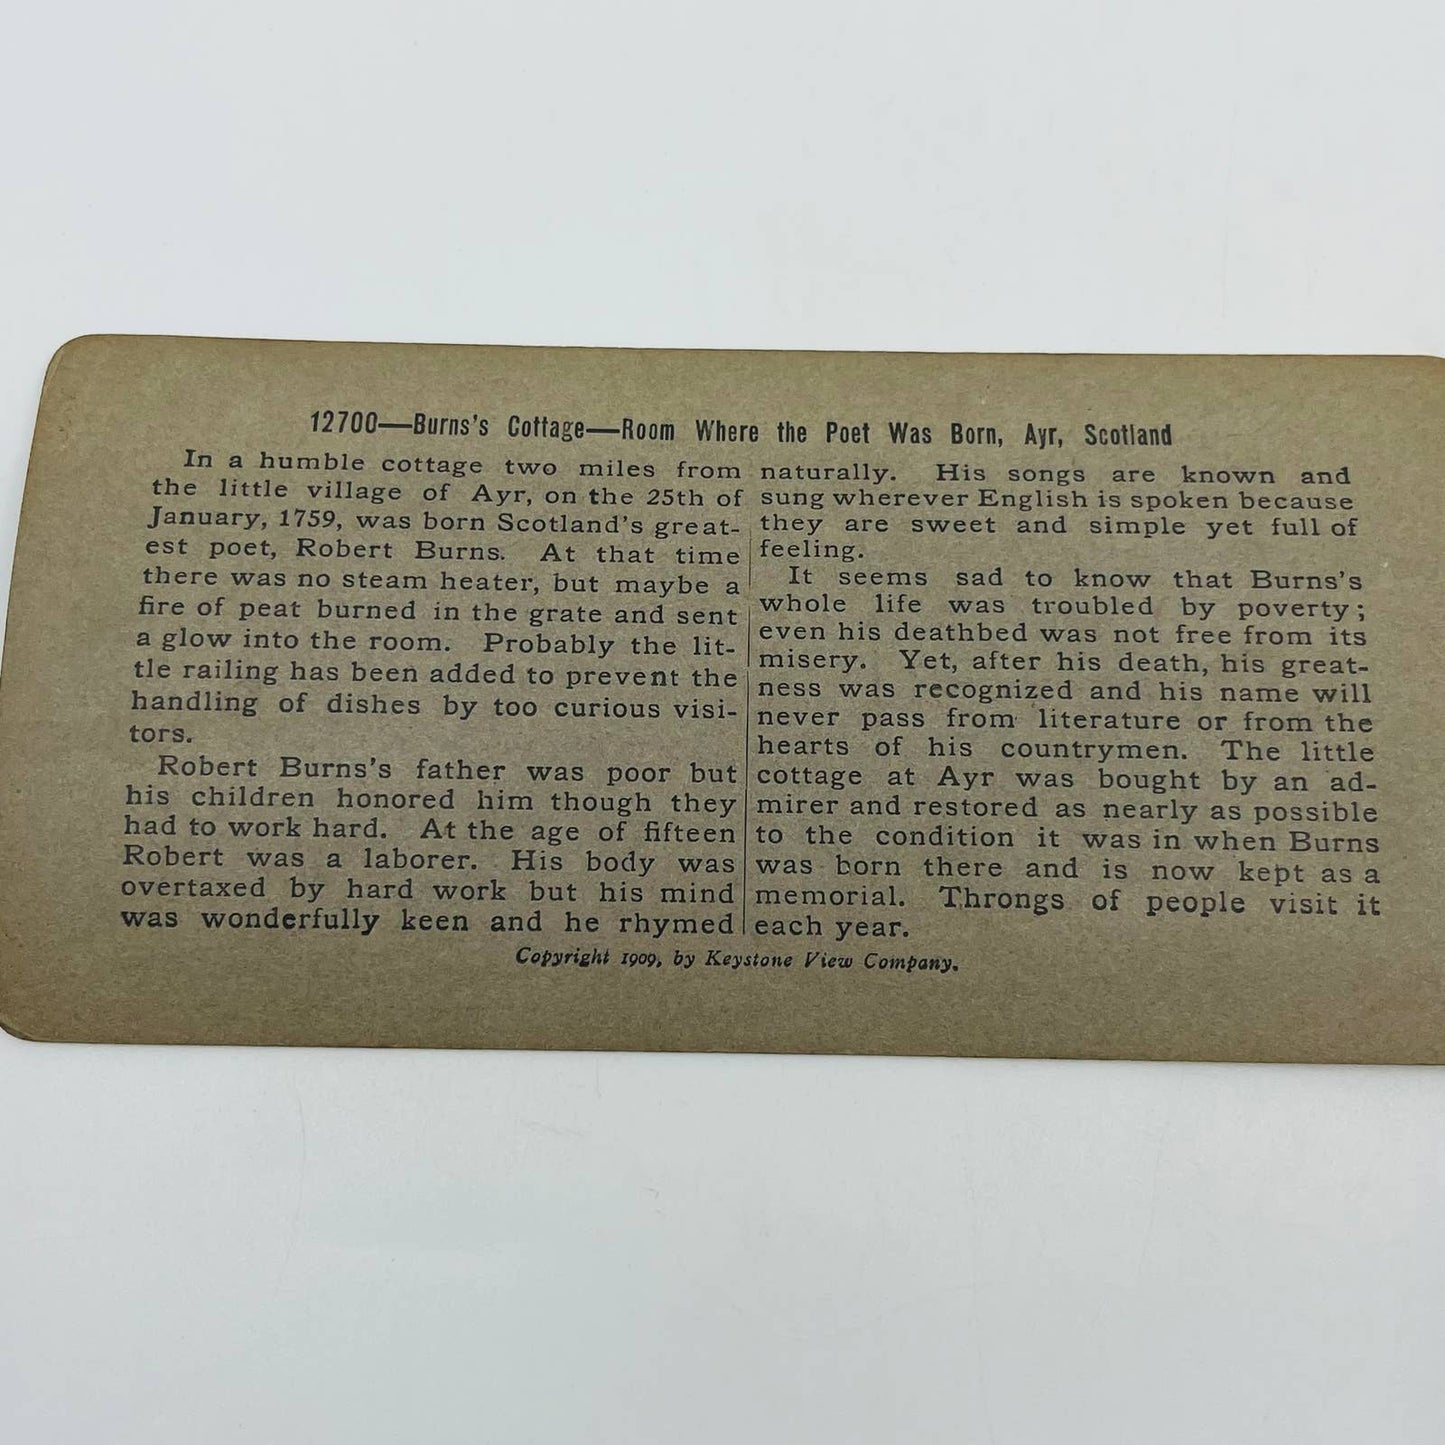 12700—Burns's Cottage—Room Where the Poet Was Born, Ayr, Scotland
In a humble cottage two miles from
the little village of Ayr, on the 25th of
January, 1759, was born Scotland's great-
est poet, Robert Burns. At that time
there was no steam heater, but maybe a
fire of peat burned in the grate and sent
a glow into the room. Probably the lit-
tle railing has been added to prevent the
handling of dishes by too curious visi-
tors.
Robert Burns's father was poor but
his children honored him though they
had to work hard. At the age of fifteen
Robert was a laborer. His body was
overtaxed by hard work but his mind
was wonderfully keen and he rhymed
naturally. His songs are known and
sung wherever English is spoken because
they are sweet and simple yet full of
feeling.
It seems sad to know that Burns's
whole life was troubled by poverty;
even his deathbed was not free from its
misery. Yet, after his death, his great-
ness was recognized and his name will
never pass from literature or from the
hearts of his countrymen. The little
cottage at Ayr was bought by an ad-
mirer and restored as nearly as possible
to the condition it was in when Burns
was born there and is now kept as a
memorial. Throngs of people visit it
each year.
Copyright 1909, by Keystone View Company.